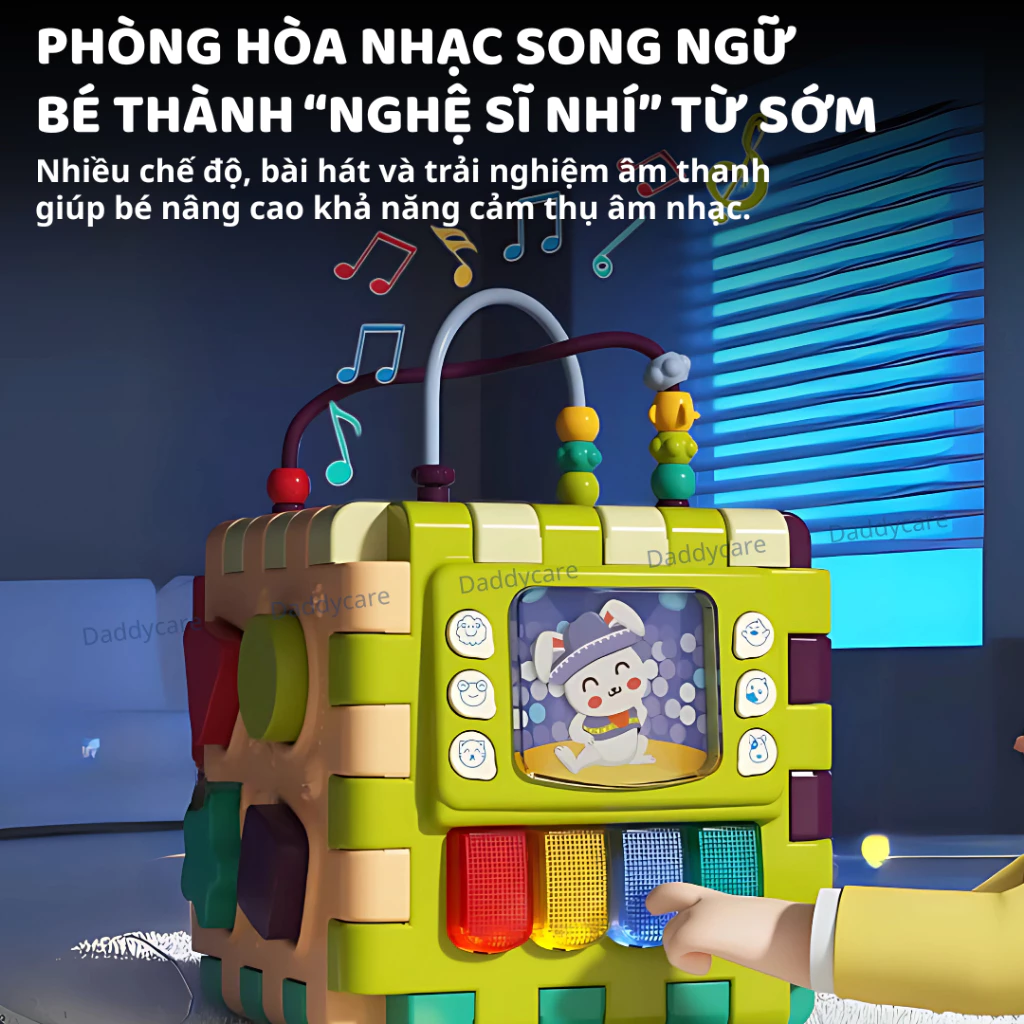 PHÒNG HÒA NHẠC SONG NGỮ
BÉ THÀNH “NGHỆ SĨ NHÍ” TỪ SỚM
Nhiều chế độ, bài hát và trải nghiệm âm thanh
giúp bé nâng cao khả năng cảm thụ âm nhạc.
Daddycare
Daddycare
Daddycare
Daddycare
Daddycare